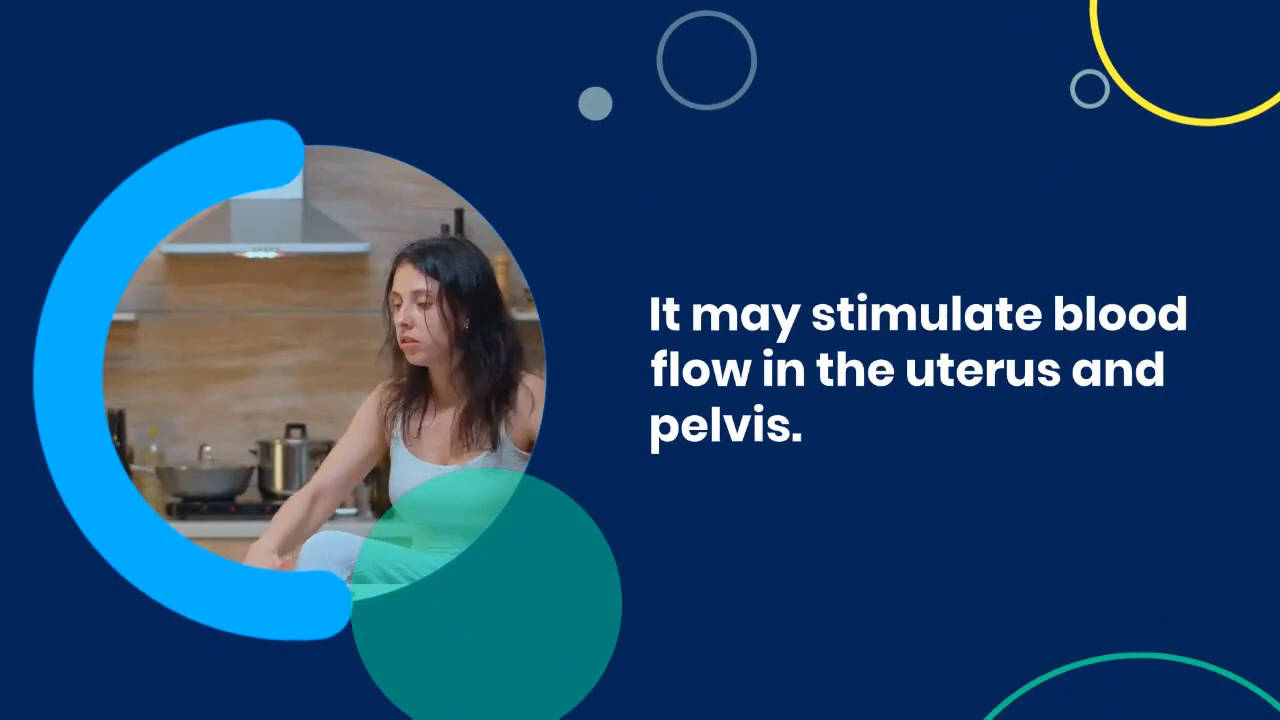 It may stimulate blood
flow in the uterus and
pelvis.